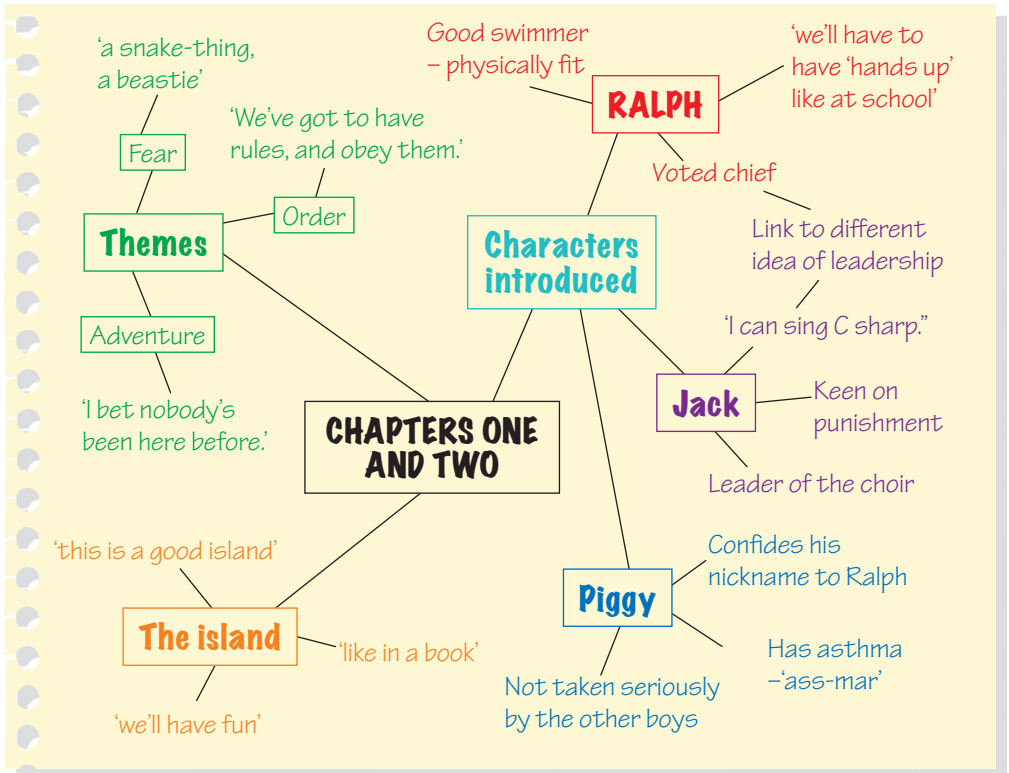 ‘a snake-thing,
a beastie’
Fear
‘We’ve got to have
rules, and obey them.’
Order
Themes
Adventure
‘I bet nobody’s
been here before.’
Good swimmer
– physically fit
RALPH
‘we’ll have to
have ‘hands up’
like at school’
Voted chief
Characters
introduced
Link to different
idea of leadership
‘I can sing C sharp.”
Jack
Keen on
punishment
Leader of the choir
CHAPTERS ONE
AND TWO
‘this is a good island’
The island
‘like in a book’
‘we’ll have fun’
Piggy
Confides his
nickname to Ralph
Has asthma
–‘ass-mar’
Not taken seriously
by the other boys